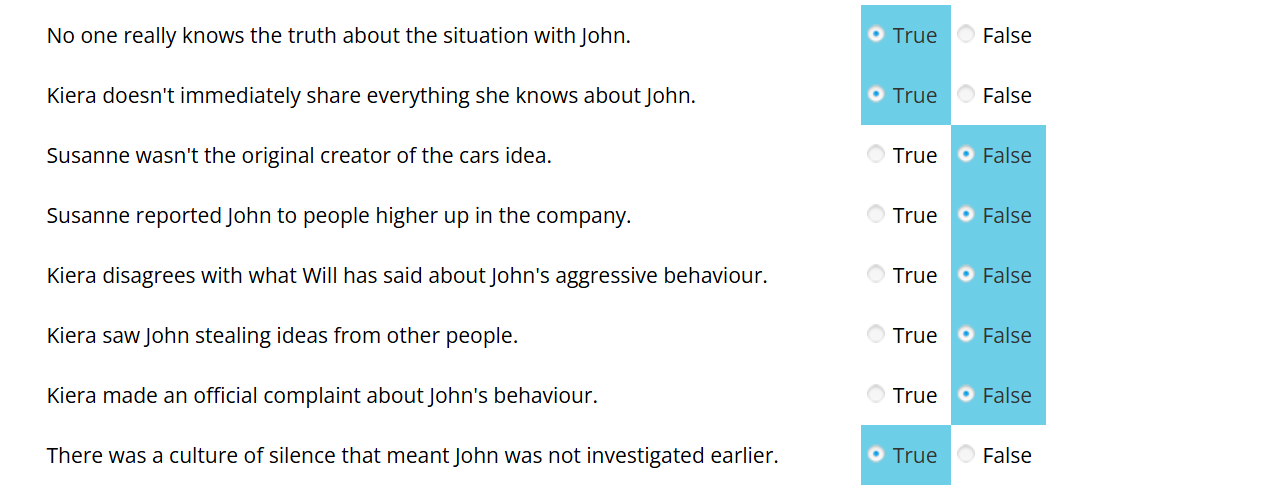 No one really knows the truth about the situation with John. True False
Kiera doesn't immediately share everything she knows about John. True False
Susanne wasn't the original creator of the cars idea. True False
Susanne reported John to people higher up in the company. True False
Kiera disagrees with what Will has said about John's aggressive behaviour. True False
Kiera saw John stealing ideas from other people. True False
Kiera made an official complaint about John's behaviour. True False
There was a culture of silence that meant John was not investigated earlier. True False